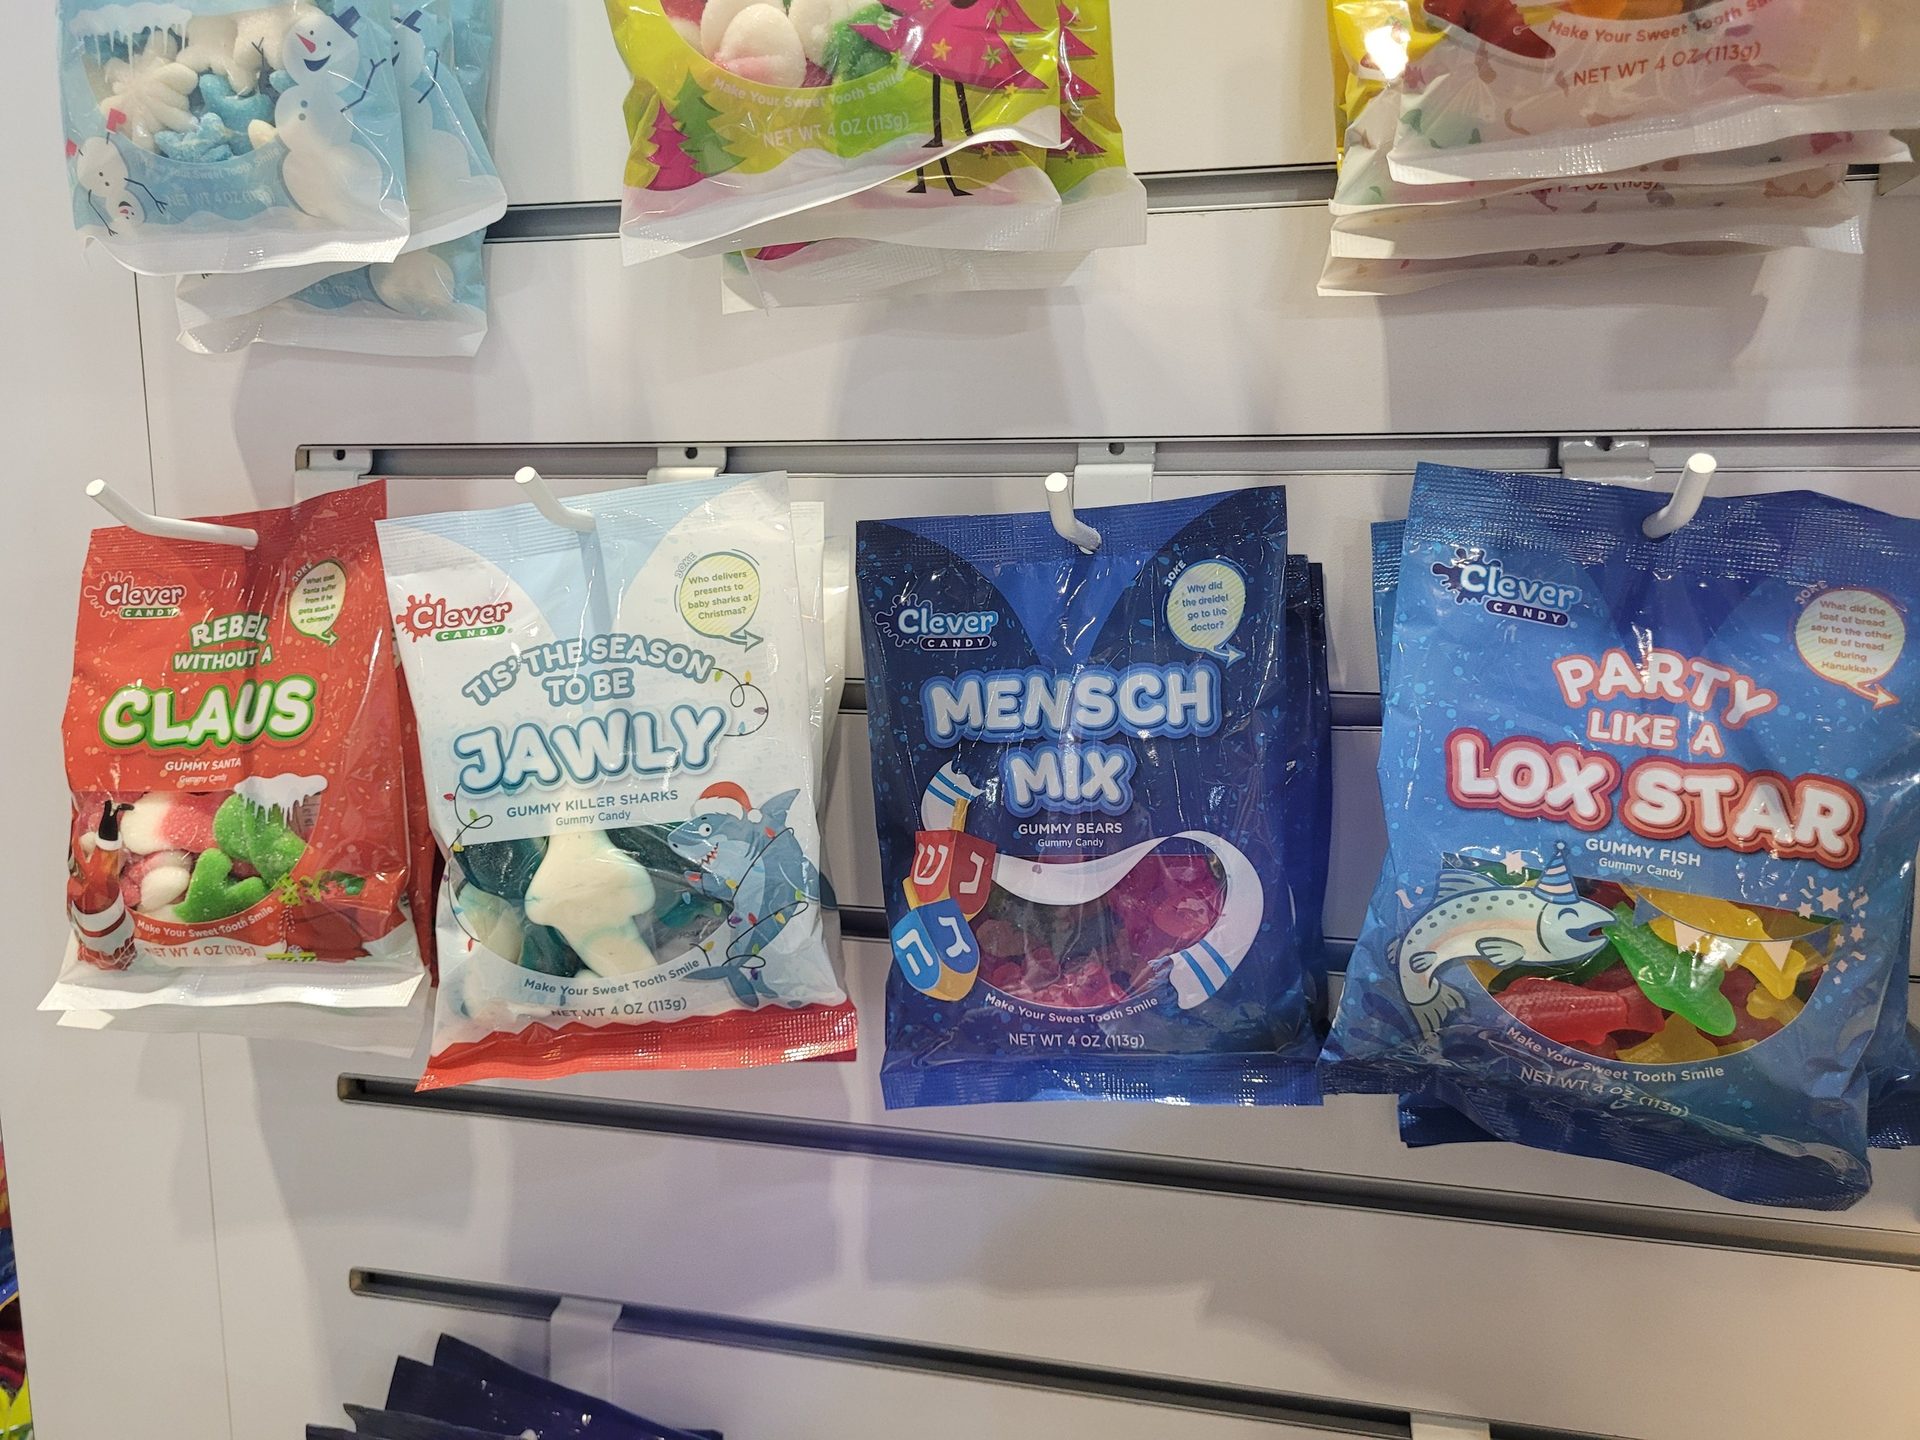 NET WT 4 OZ (113g)
Make Your Sweet Tooth Smile
NET WT 4 OZ (113g)
Make Your Sweet Tooth
NET WT 4 OZ (113g)
Clever
CANDY
JOKE
What does
Santa suffer
from if he
gets stuck in
a chimney?
REBEL
WITHOUT A
CLAUS
GUMMY SANTA
Gummy Candy
Make Your Sweet Tooth Smile
NET WT 4 OZ (113g)
Clever
CANDY
JOKE
Who delivers
presents to
baby sharks at
Christmas?
TIS' THE SEASON
TO BE
JAWLY
GUMMY KILLER SHARKS
Gummy Candy
Make Your Sweet Tooth Smile
NET WT 4 OZ (113g)
Clever
CANDY
JOKE
Why did
the dreidel
go to the
doctor?
MENSCH
MIX
GUMMY BEARS
Gummy Candy
ש נ
ה ג
Make Your Sweet Tooth Smile
NET WT 4 OZ (113g)
Clever
CANDY
JOKE
What did the
loaf of bread
say to the other
loaf of bread
during
Hanukkah?
PARTY
LIKE A
LOX STAR
GUMMY FISH
Gummy Candy
Make Your Sweet Tooth Smile
NET WT 4 OZ (113g)